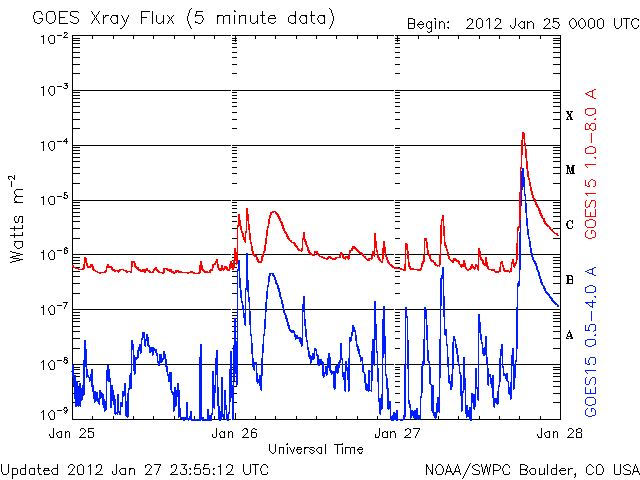 GOES Xray Flux (5 minute data)
Begin: 2012 Jan 25 0000 UTC
10-2
10-3
10-4
10-5
10-6
10-7
10-8
10-9
Watts m-2
X
M
C
B
A
GOES15 1.0-8.0 A
GOES15 0.5-4.0 A
Jan 25
Jan 26
Jan 27
Jan 28
Universal Time
Updated 2012 Jan 27 23:55:12 UTC
NOAA/SWPC Boulder, CO USA